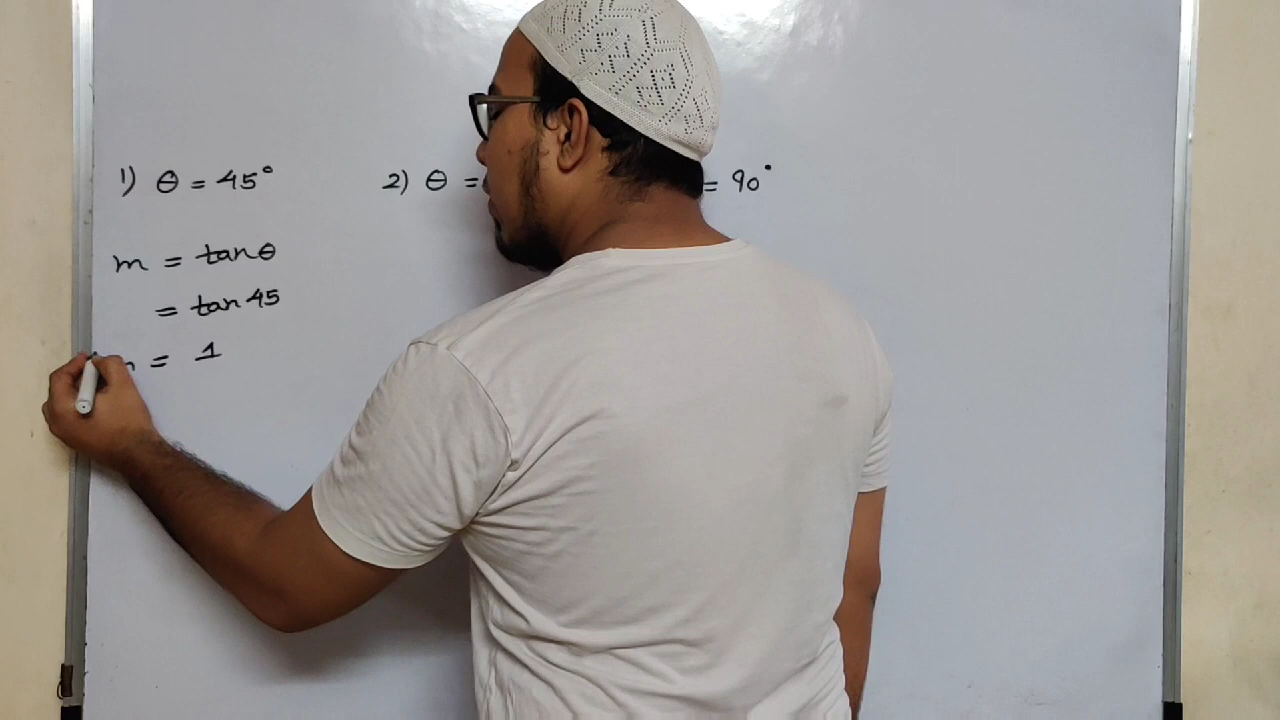 1) θ = 45°
2) θ =
= 90°
m = tanθ
= tan 45
= 1